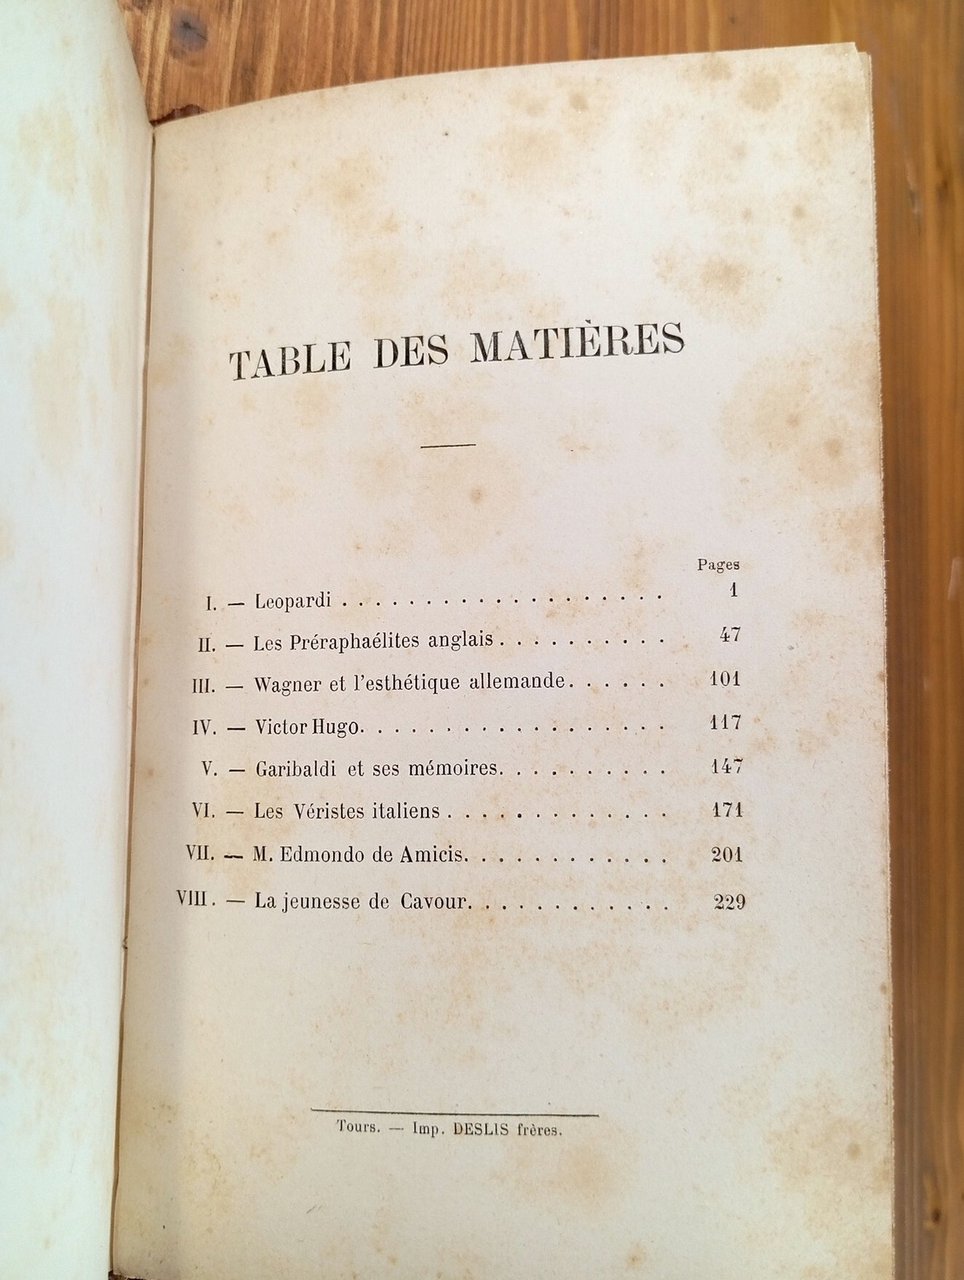 TABLE DES MATIÈRES
Pages
I. — Leopardi . . . . . . . . . . . . . . . . . . . 1
II. — Les Préraphaélites anglais . . . . . . . . . . 47
III. — Wagner et l'esthétique allemande. . . . . . 101
IV. — Victor Hugo. . . . . . . . . . . . . . . . . . 117
V. — Garibaldi et ses mémoires. . . . . . . . . . 147
VI. — Les Véristes italiens . . . . . . . . . . . . . 171
VII. — M. Edmondo de Amicis. . . . . . . . . . . . 201
VIII. — La jeunesse de Cavour. . . . . . . . . . . . 229
Tours. — Imp. DESLIS frères.